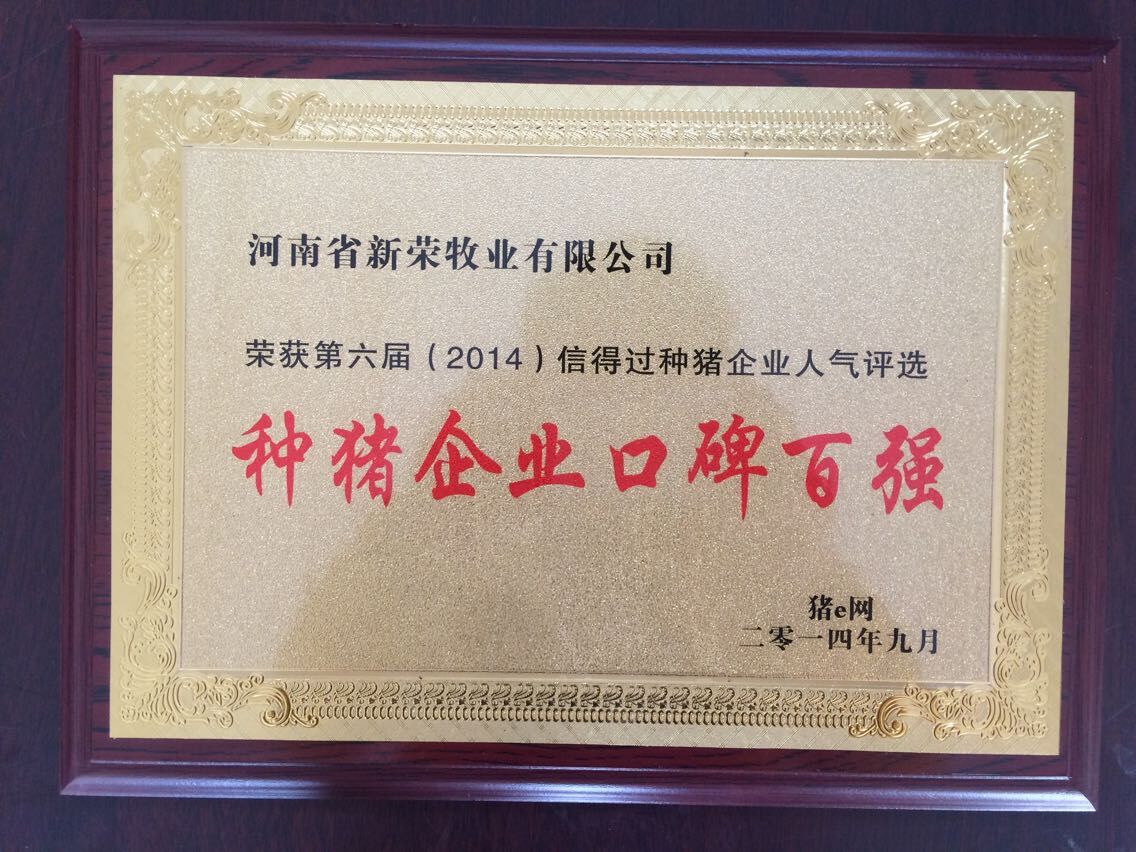 河南省新荣牧业有限公司
荣获第六届（2014）信得过种猪企业人气评选
种猪企业口碑百强
猪e网
二零一四年九月